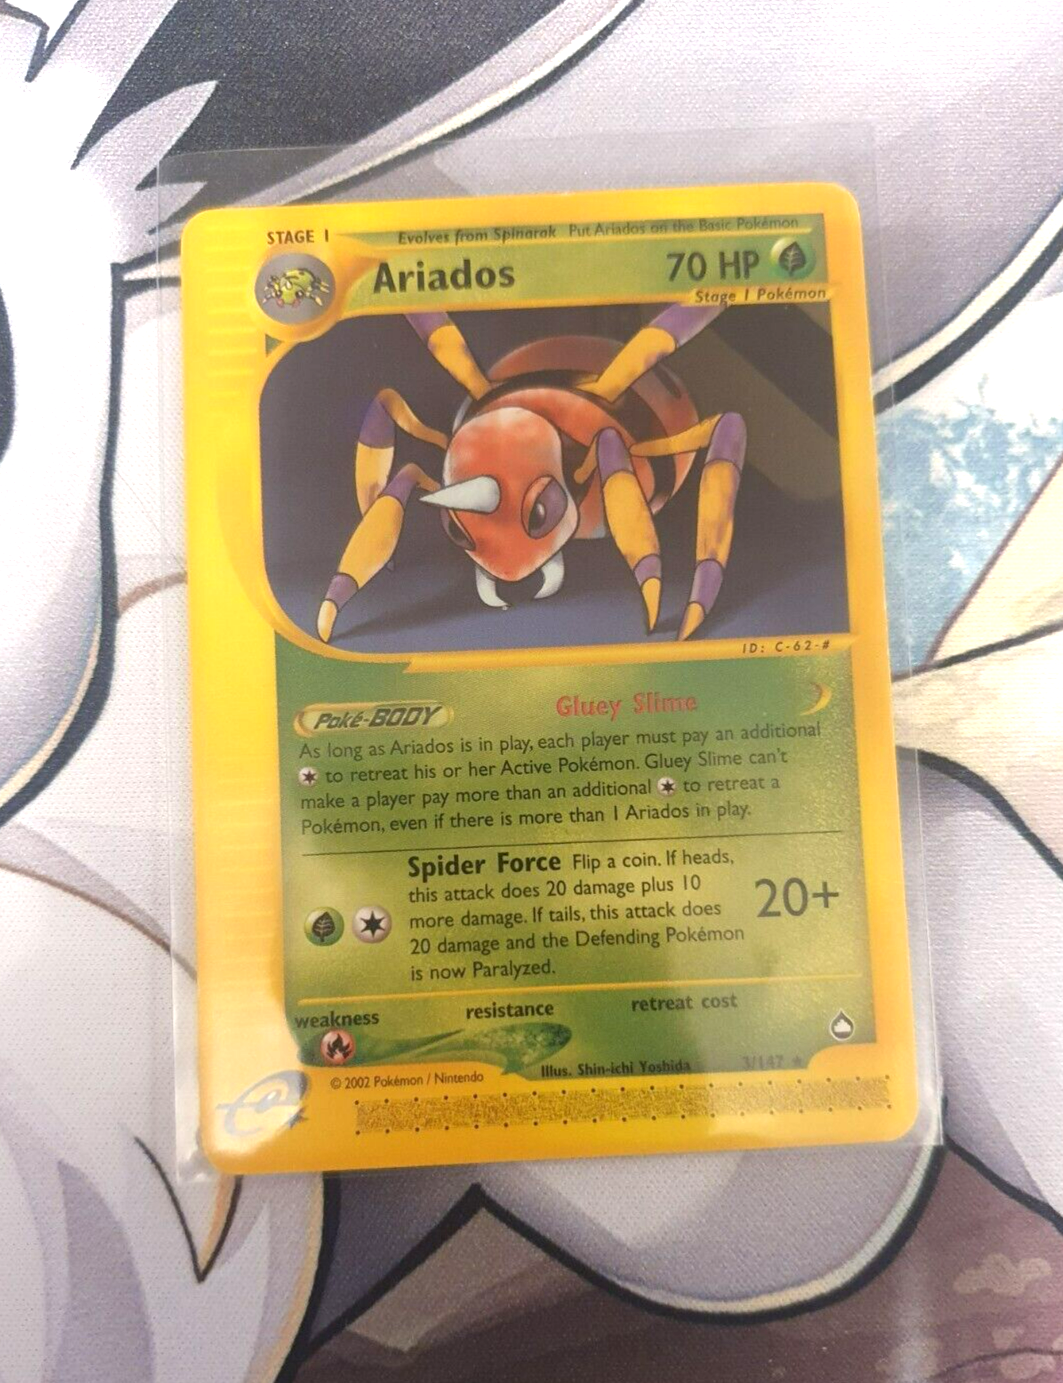 STAGE 1
Evolves from Spinarak Put Ariados on the Basic Pokémon
Ariados
70 HP
Stage 1 Pokémon
ID: C-62-#
Poké-BODY
Gluey Slime
As long as Ariados is in play, each player must pay an additional
to retreat his or her Active Pokémon. Gluey Slime can't
make a player pay more than an additional to retreat a
Pokémon, even if there is more than 1 Ariados in play.
Spider Force Flip a coin. If heads,
this attack does 20 damage plus 10
more damage. If tails, this attack does
20 damage and the Defending Pokémon
is now Paralyzed.
20+
weakness
resistance
retreat cost
Illus. Shin-ichi Yoshida
3/147 ★
© 2002 Pokémon / Nintendo
e